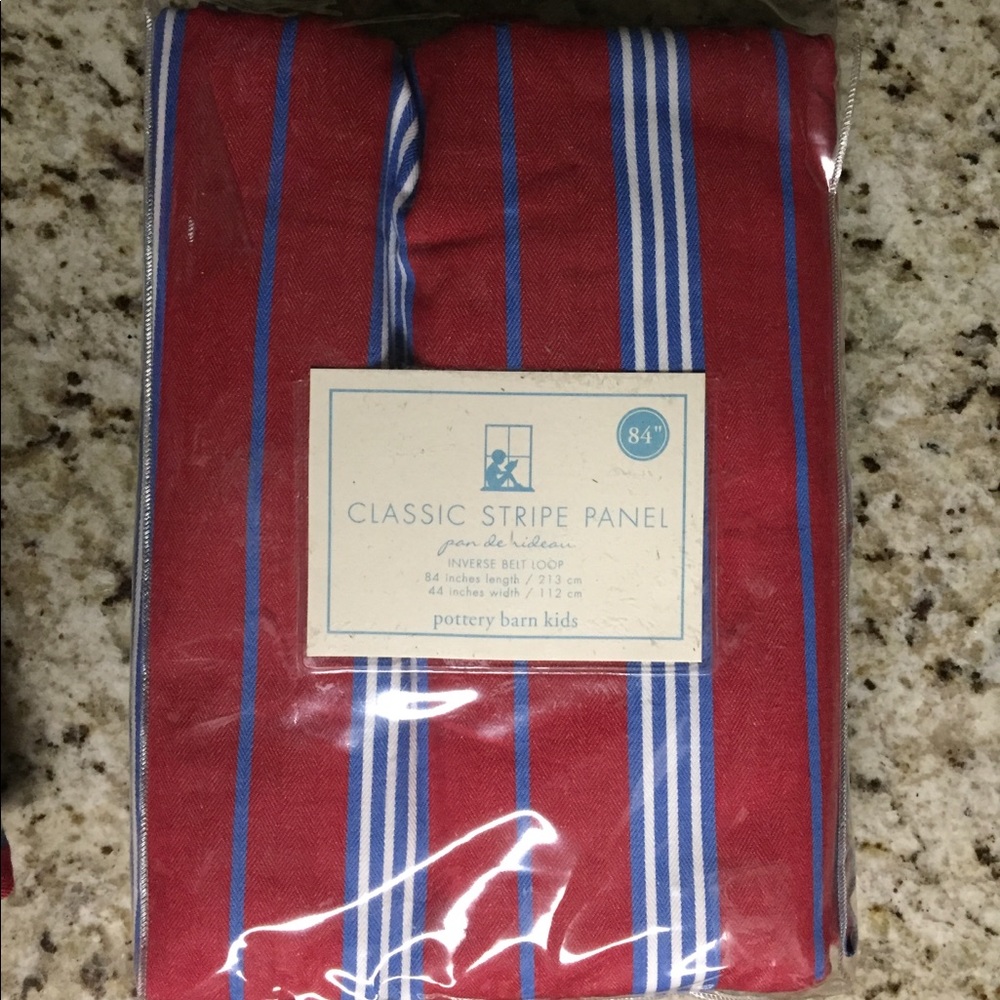 84"
CLASSIC STRIPE PANEL
pan de rideau
INVERSE BELT LOOP
84 inches length / 213 cm
44 inches width / 112 cm
pottery barn kids